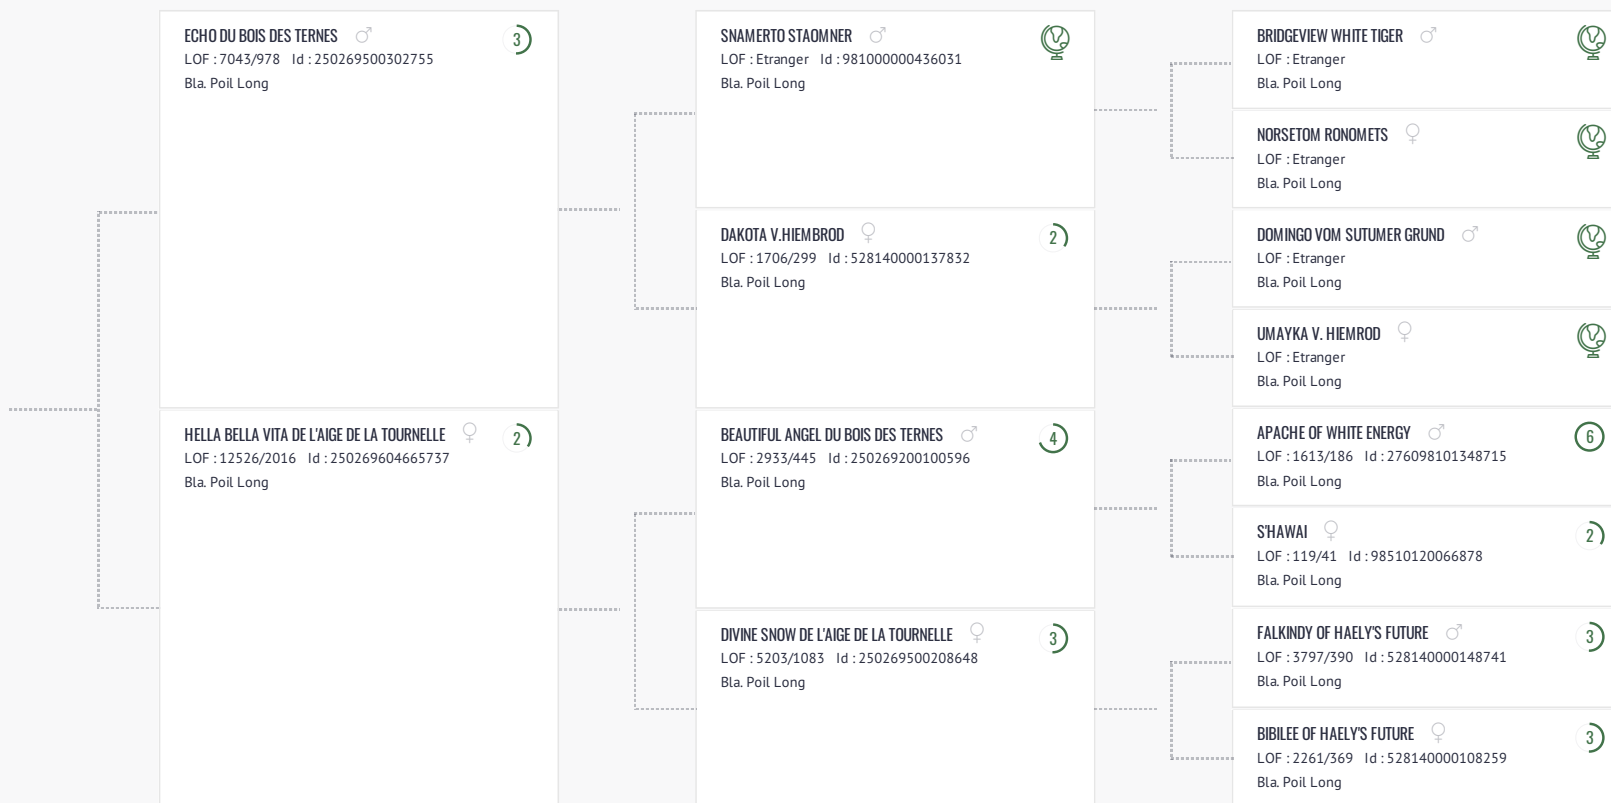 ECHO DU BOIS DES TERNES
3
LOF : 7043/978 Id : 250269500302755
Bla. Poil Long
HELLA BELLA VITA DE L'AIGE DE LA TOURNELLE
2
LOF : 12526/2016 Id : 250269604665737
Bla. Poil Long
SNAMERTO STAOMNER
LOF : Etranger Id : 981000000436031
Bla. Poil Long
DAKOTA V.HIEMBROD
2
LOF : 1706/299 Id : 528140000137832
Bla. Poil Long
BEAUTIFUL ANGEL DU BOIS DES TERNES
4
LOF : 2933/445 Id : 250269200100596
Bla. Poil Long
DIVINE SNOW DE L'AIGE DE LA TOURNELLE
3
LOF : 5203/1083 Id : 250269500208648
Bla. Poil Long
BRIDGEVIEW WHITE TIGER
LOF : Etranger
Bla. Poil Long
NORSETOM RONOMETS
LOF : Etranger
Bla. Poil Long
DOMINGO VOM SUTUMER GRUND
LOF : Etranger
Bla. Poil Long
UMAYKA V. HIEMROD
LOF : Etranger
Bla. Poil Long
APACHE OF WHITE ENERGY
6
LOF : 1613/186 Id : 276098101348715
Bla. Poil Long
S'HAWAI
2
LOF : 119/41 Id : 98510120066878
Bla. Poil Long
FALKINDY OF HAELY'S FUTURE
3
LOF : 3797/390 Id : 528140000148741
Bla. Poil Long
BIBILEE OF HAELY'S FUTURE
3
LOF : 2261/369 Id : 528140000108259
Bla. Poil Long